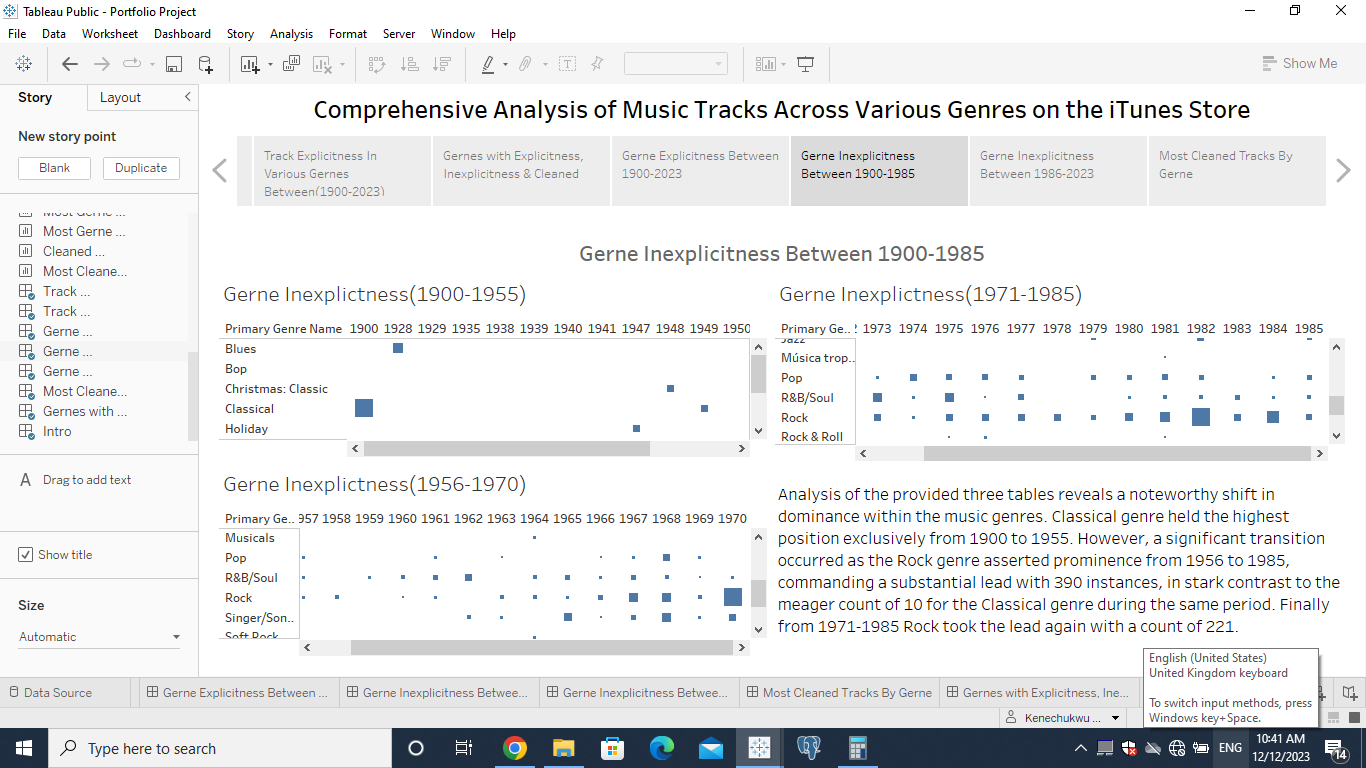 Tableau Public - Portfolio Project
File Data Worksheet Dashboard Story Analysis Format Server Window Help
Show Me
Story Layout
New story point
Blank Duplicate
Most Gerne ...
Most Gerne ...
Cleaned ...
Most Cleane...
Track ...
Track ...
Gerne ...
Gerne ...
Gerne ...
Most Cleane...
Gernes with ...
Intro
A Drag to add text
Show title
Size
Automatic
Comprehensive Analysis of Music Tracks Across Various Genres on the iTunes Store
Track Explicitness In
Various Gernes
Between(1900-2023)
Gernes with Explicitness,
Inexplicitness & Cleaned
Gerne Explicitness Between
1900-2023
Gerne Inexplicitness
Between 1900-1985
Gerne Inexplicitness
Between 1986-2023
Most Cleaned Tracks By
Gerne
Gerne Inexplicitness Between 1900-1985
Gerne Inexplictness(1900-1955)
Primary Genre Name 1900 1928 1929 1935 1938 1939 1940 1941 1947 1948 1949 1950
Blues
Bop
Christmas: Classic
Classical
Holiday
Gerne Inexplictness(1971-1985)
Primary Ge.. 1973 1974 1975 1976 1977 1978 1979 1980 1981 1982 1983 1984 1985
Jazz
Música trop..
Pop
R&B/Soul
Rock
Rock & Roll
Gerne Inexplictness(1956-1970)
Primary Ge.. 957 1958 1959 1960 1961 1962 1963 1964 1965 1966 1967 1968 1969 1970
Musicals
Pop
R&B/Soul
Rock
Singer/Son..
Soft Rock
Analysis of the provided three tables reveals a noteworthy shift in
dominance within the music genres. Classical genre held the highest
position exclusively from 1900 to 1955. However, a significant transition
occurred as the Rock genre asserted prominence from 1956 to 1985,
commanding a substantial lead with 390 instances, in stark contrast to the
meager count of 10 for the Classical genre during the same period. Finally
from 1971-1985 Rock took the lead again with a count of 221.
English (United States)
United Kingdom keyboard
To switch input methods, press
Windows key+Space.
Data Source Gerne Explicitness Between ... Gerne Inexplicitness Betwee... Gerne Inexplicitness Betwee... Most Cleaned Tracks By Gerne Gernes with Explicitness, Ine...
Kenechukwu ...
Type here to search
ENG
10:41 AM
12/12/2023
14